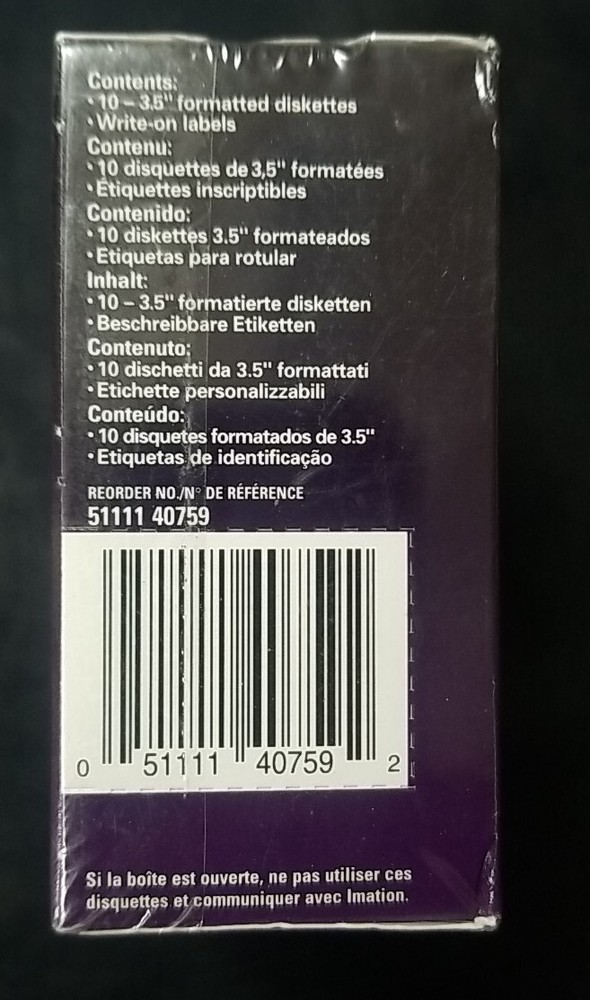 Contents:
• 10 – 3.5" formatted diskettes
• Write-on labels
Contenu:
• 10 disquettes de 3,5" formatées
• Étiquettes inscriptibles
Contenido:
• 10 diskettes 3.5" formateados
• Etiquetas para rotular
Inhalt:
• 10 – 3.5" formatierte disketten
• Beschreibbare Etiketten
Contenuto:
• 10 dischetti da 3.5" formattati
• Etichette personalizzabili
Conteúdo:
• 10 disquetes formatados de 3.5"
• Etiquetas de identificação
REORDER NO./N° DE RÉFÉRENCE
51111 40759
0 51111 40759 2
Si la boîte est ouverte, ne pas utiliser ces
disquettes et communiquer avec Imation.